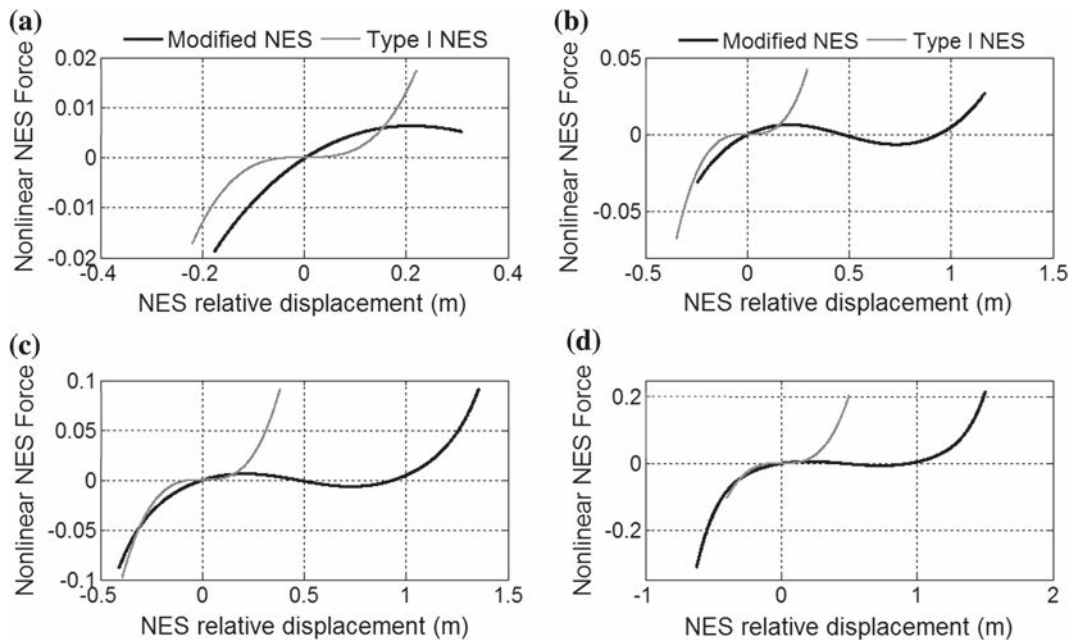 (a)
Modified NES Type I NES
Nonlinear NES Force
0.02
0.01
0
-0.01
-0.02
-0.4 -0.2 0 0.2 0.4
NES relative displacement (m)
(b)
Modified NES Type I NES
Nonlinear NES Force
0.05
0
-0.05
-0.5 0 0.5 1 1.5
NES relative displacement (m)
(c)
Nonlinear NES Force
0.1
0.05
0
-0.05
-0.1
-0.5 0 0.5 1 1.5
NES relative displacement (m)
(d)
Nonlinear NES Force
0.2
0
-0.2
-1 0 1 2
NES relative displacement (m)